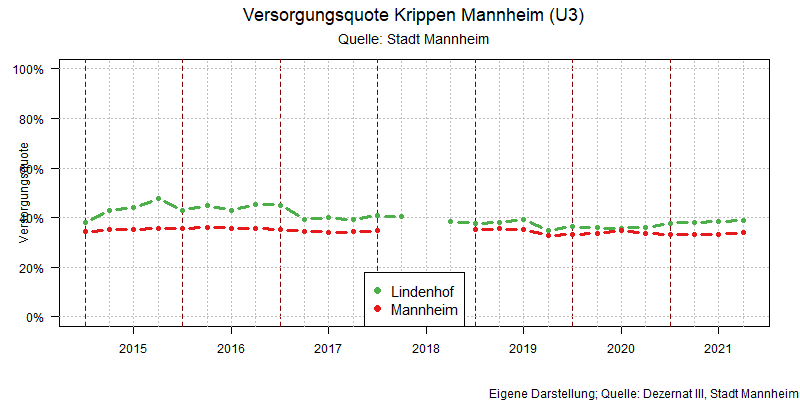 Versorgungsquote Krippen Mannheim (U3)
Quelle: Stadt Mannheim
Versorgungsquote
100%
80%
60%
40%
20%
0%
Lindenhof
Mannheim
2015 2016 2017 2018 2019 2020 2021
Eigene Darstellung; Quelle: Dezernat III, Stadt Mannheim